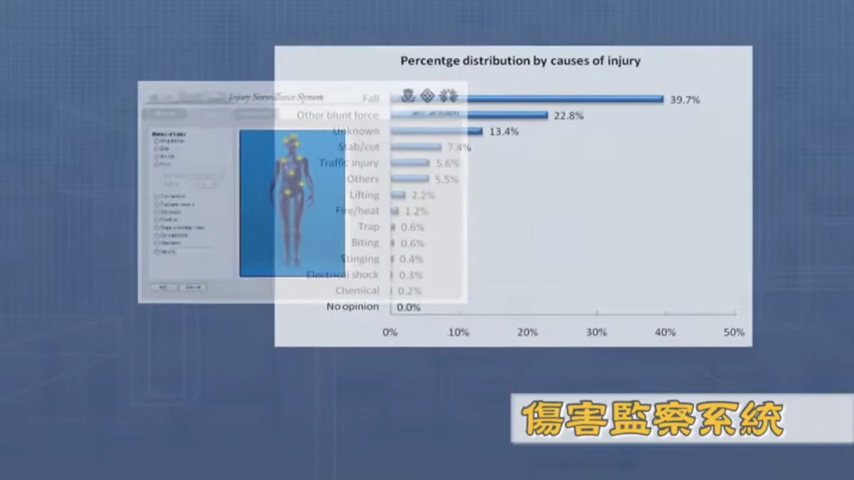 Percentge distribution by causes of injury
Injury Surveillance System
Fall 39.7%
Other blunt force 22.8%
Unknown 13.4%
Stab/cut 7.4%
Traffic injury 5.6%
Others 5.5%
Lifting 2.2%
Fire/heat 1.2%
Trap 0.6%
Biting 0.6%
Stinging 0.4%
Electrical shock 0.3%
Chemical 0.2%
No opinion 0.0%
0% 10% 20% 30% 40% 50%
傷害監察系統